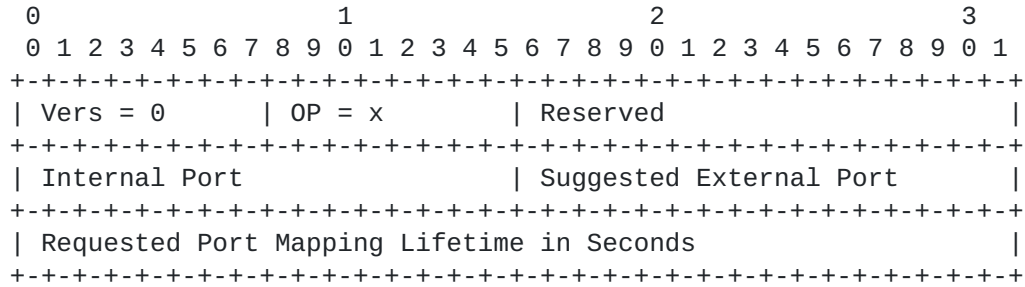 0                   1                   2                   3
 0 1 2 3 4 5 6 7 8 9 0 1 2 3 4 5 6 7 8 9 0 1 2 3 4 5 6 7 8 9 0 1
+-+-+-+-+-+-+-+-+-+-+-+-+-+-+-+-+-+-+-+-+-+-+-+-+-+-+-+-+-+-+-+-+
| Vers = 0      | OP = x        | Reserved                      |
+-+-+-+-+-+-+-+-+-+-+-+-+-+-+-+-+-+-+-+-+-+-+-+-+-+-+-+-+-+-+-+-+
| Internal Port                 | Suggested External Port       |
+-+-+-+-+-+-+-+-+-+-+-+-+-+-+-+-+-+-+-+-+-+-+-+-+-+-+-+-+-+-+-+-+
| Requested Port Mapping Lifetime in Seconds                    |
+-+-+-+-+-+-+-+-+-+-+-+-+-+-+-+-+-+-+-+-+-+-+-+-+-+-+-+-+-+-+-+-+